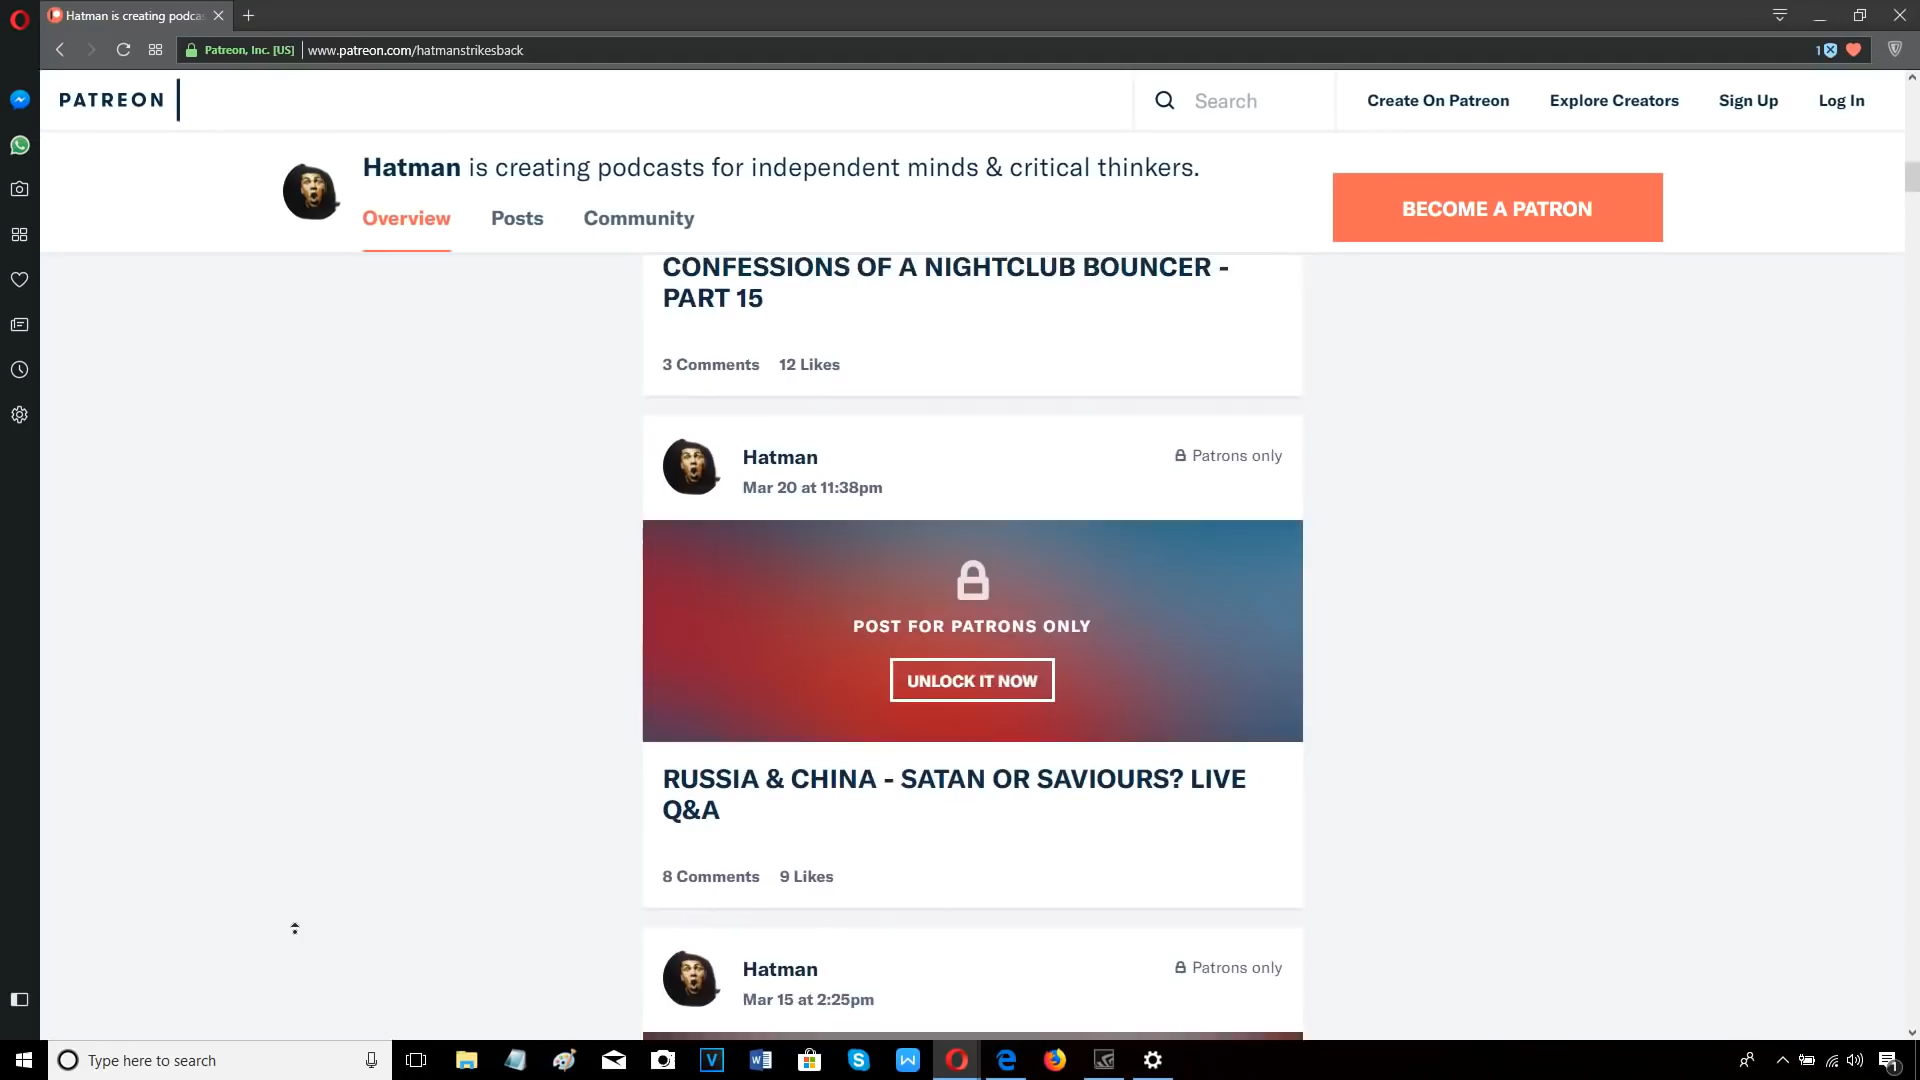 Hatman is creating podca
Patreon, Inc. [US]
www.patreon.com/hatmanstrikesback
1
PATREON
Search
Create On Patreon
Explore Creators
Sign Up
Log In
Hatman is creating podcasts for independent minds & critical thinkers.
Overview
Posts
Community
BECOME A PATRON
CONFESSIONS OF A NIGHTCLUB BOUNCER -
PART 15
3 Comments 12 Likes
Hatman
Patrons only
Mar 20 at 11:38pm
POST FOR PATRONS ONLY
UNLOCK IT NOW
RUSSIA & CHINA - SATAN OR SAVIOURS? LIVE
Q&A
8 Comments 9 Likes
Hatman
Patrons only
Mar 15 at 2:25pm
Type here to search
1